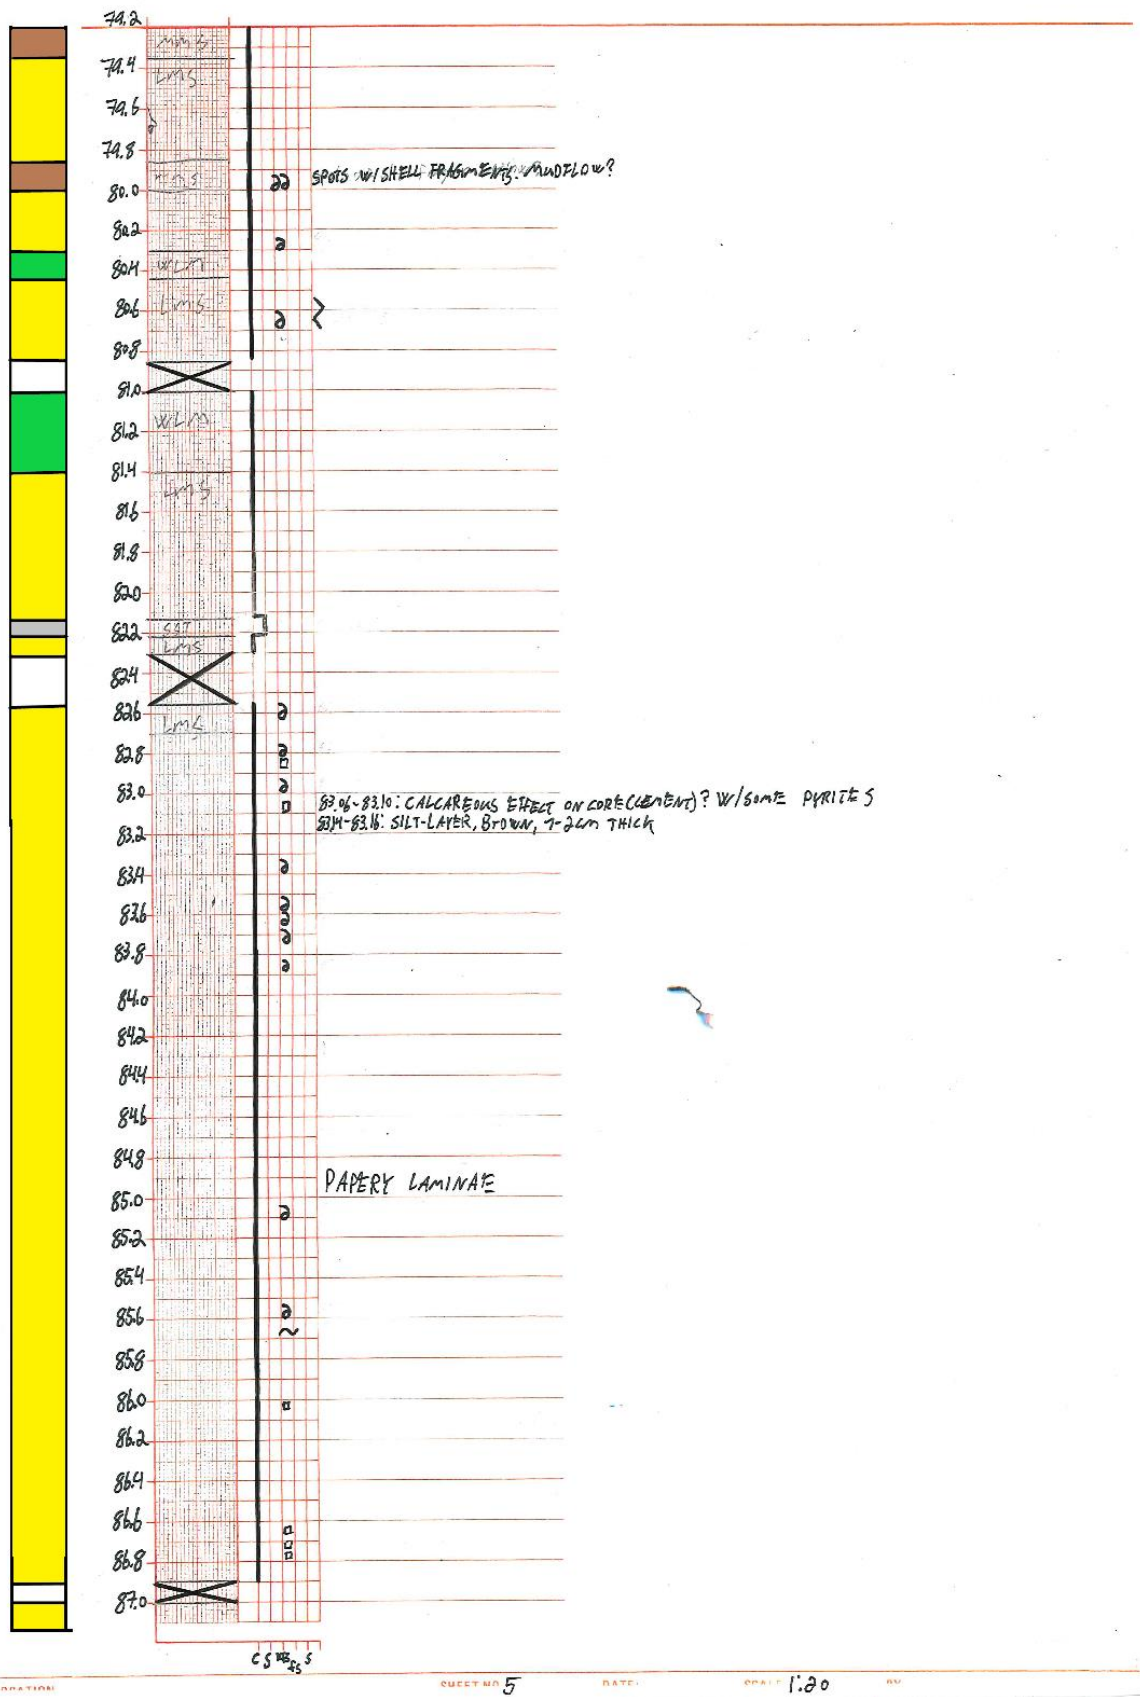 79.2
MMS
79.4
LMS
79.6
79.8
80.0
SPOTS W/SHELL FRAGMENTS. MUDFLOW?
80.2
80.4 WLM
80.6 LMS
80.8
81.0
81.2 WLM
81.4
LMS
81.6
81.8
82.0
82.2 SST
LMS
82.4
82.6
LMS
82.8
83.0
83.06-83.10: CALCAREOUS EFFECT ON CORE (CEMENT)? W/SOME PYRITES
83.14-83.16: SILT-LAYER, BROWN, 1-2cm THICK
83.2
83.4
83.6
83.8
84.0
84.2
84.4
84.6
84.8
PAPERY LAMINATE
85.0
85.2
85.4
85.6
85.8
86.0
86.2
86.4
86.6
86.8
87.0
C S fS S
SHEET NO 5 DATE: SCALE 1:20 BY